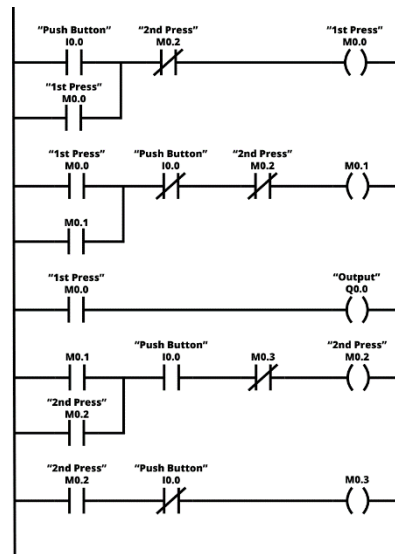 "Push Button" "2nd Press" "1st Press"
I0.0 M0.2 M0.0
"1st Press"
M0.0
"1st Press" "Push Button" "2nd Press"
M0.0 I0.0 M0.2 M0.1
M0.1
"1st Press" "Output"
M0.0 Q0.0
"Push Button" "2nd Press"
M0.1 I0.0 M0.3 M0.2
"2nd Press"
M0.2
"2nd Press" "Push Button"
M0.2 I0.0 M0.3